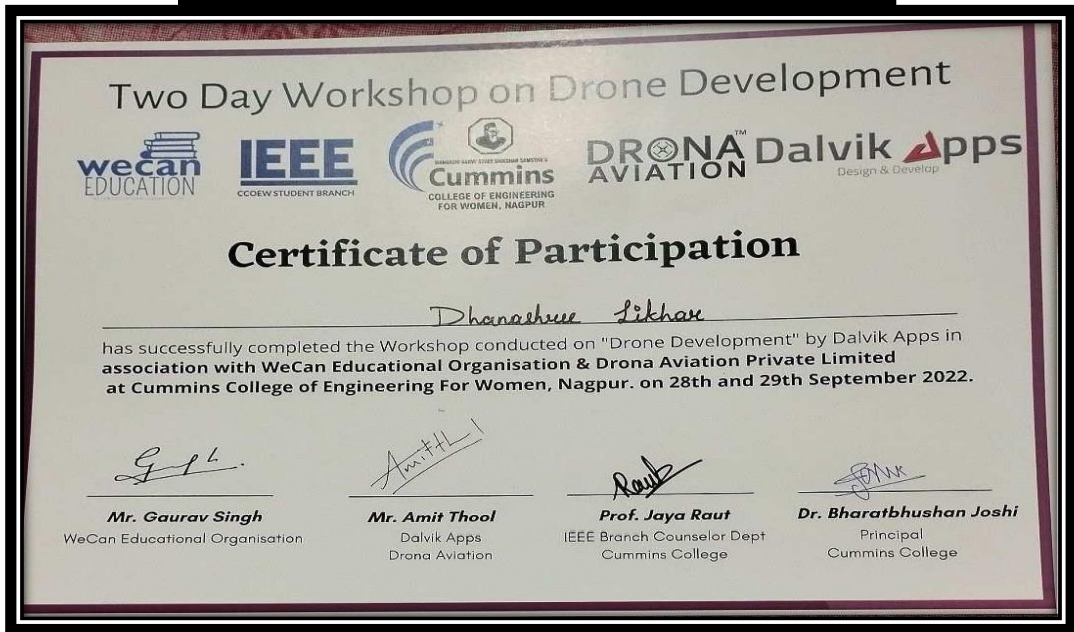 Two Day Workshop on Drone Development
wecan
EDUCATION
IEEE
CCOEW STUDENT BRANCH
Cummins
COLLEGE OF ENGINEERING
FOR WOMEN, NAGPUR
DRONA™
AVIATION
Dalvik Apps
Design & Develop
Certificate of Participation
Dhanashree Likhar
has successfully completed the Workshop conducted on "Drone Development" by Dalvik Apps in
association with WeCan Educational Organisation & Drona Aviation Private Limited
at Cummins College of Engineering For Women, Nagpur. on 28th and 29th September 2022.
Mr. Gaurav Singh
WeCan Educational Organisation
Mr. Amit Thool
Dalvik Apps
Drona Aviation
Raut
Prof. Jaya Raut
IEEE Branch Counselor Dept
Cummins College
Dr. Bharatbhushan Joshi
Principal
Cummins College